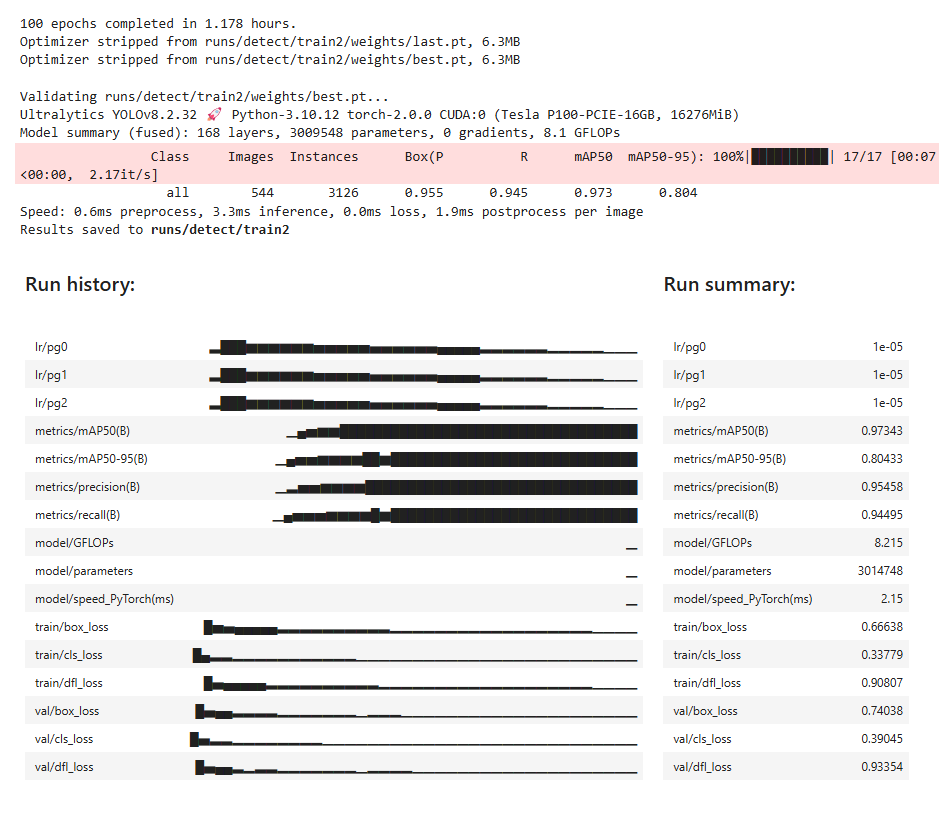 100 epochs completed in 1.178 hours.
Optimizer stripped from runs/detect/train2/weights/last.pt, 6.3MB
Optimizer stripped from runs/detect/train2/weights/best.pt, 6.3MB
Validating runs/detect/train2/weights/best.pt...
Ultralytics YOLOv8.2.32 🚀 Python-3.10.12 torch-2.0.0 CUDA:0 (Tesla P100-PCIE-16GB, 16276MiB)
Model summary (fused): 168 layers, 3009548 parameters, 0 gradients, 8.1 GFLOPs
Class Images Instances Box(P R mAP50 mAP50-95): 100%|██████████| 17/17 [00:07
<00:00, 2.17it/s]
all 544 3126 0.955 0.945 0.973 0.804
Speed: 0.6ms preprocess, 3.3ms inference, 0.0ms loss, 1.9ms postprocess per image
Results saved to runs/detect/train2
Run history:
lr/pg0
lr/pg1
lr/pg2
metrics/mAP50(B)
metrics/mAP50-95(B)
metrics/precision(B)
metrics/recall(B)
model/GFLOPs
model/parameters
model/speed_PyTorch(ms)
train/box_loss
train/cls_loss
train/dfl_loss
val/box_loss
val/cls_loss
val/dfl_loss
Run summary:
lr/pg0 1e-05
lr/pg1 1e-05
lr/pg2 1e-05
metrics/mAP50(B) 0.97343
metrics/mAP50-95(B) 0.80433
metrics/precision(B) 0.95458
metrics/recall(B) 0.94495
model/GFLOPs 8.215
model/parameters 3014748
model/speed_PyTorch(ms) 2.15
train/box_loss 0.66638
train/cls_loss 0.33779
train/dfl_loss 0.90807
val/box_loss 0.74038
val/cls_loss 0.39045
val/dfl_loss 0.93354